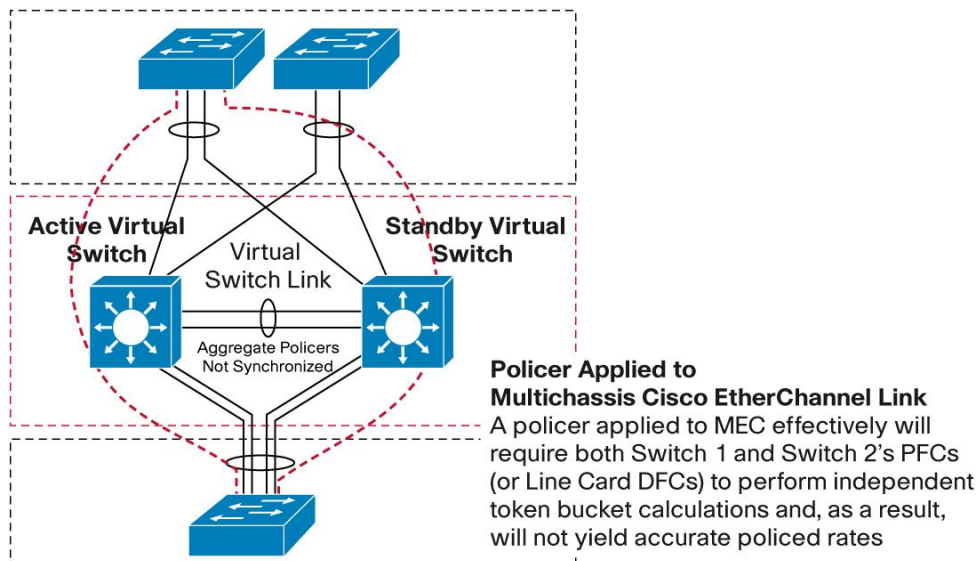 Active Virtual
Switch
Standby Virtual
Switch
Virtual
Switch Link
Aggregate Policers
Not Synchronized
Policer Applied to
Multichassis Cisco EtherChannel Link
A policer applied to MEC effectively will
require both Switch 1 and Switch 2's PFCs
(or Line Card DFCs) to perform independent
token bucket calculations and, as a result,
will not yield accurate policed rates